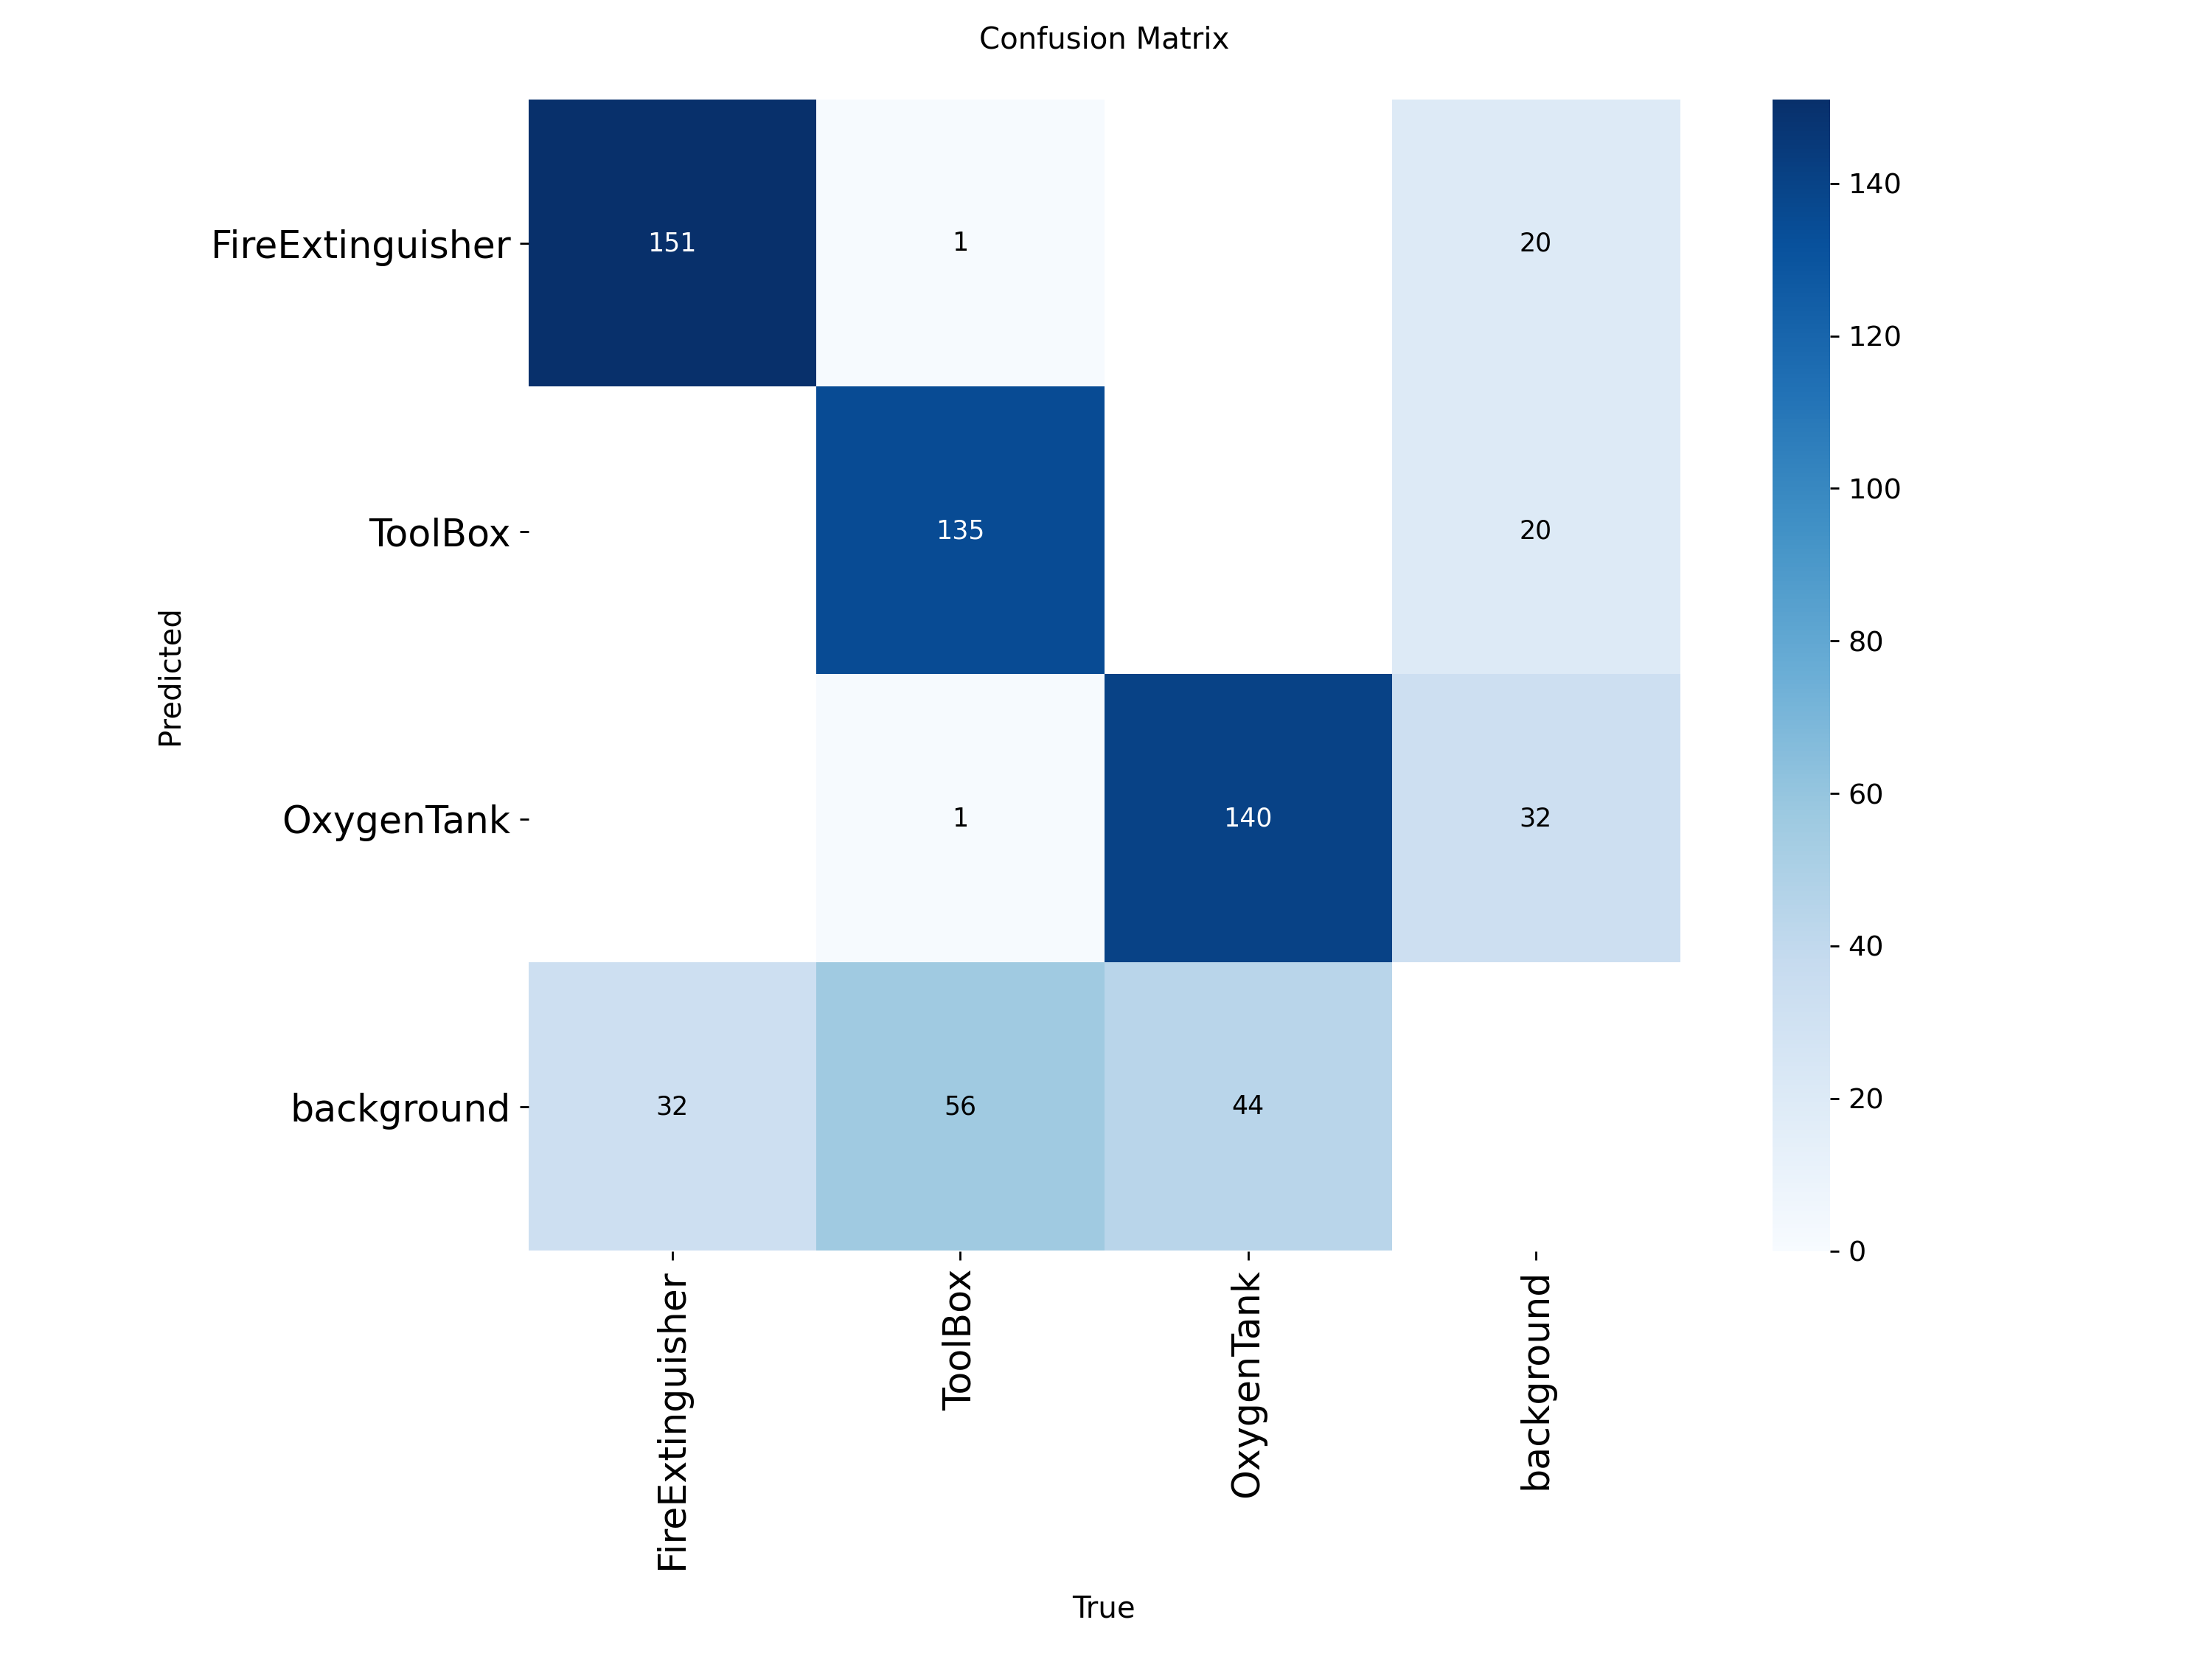 Confusion Matrix
FireExtinguisher
151
1
20
ToolBox
135
20
OxygenTank
1
140
32
background
32
56
44
Predicted
FireExtinguisher
ToolBox
OxygenTank
background
True
140
120
100
80
60
40
20
0